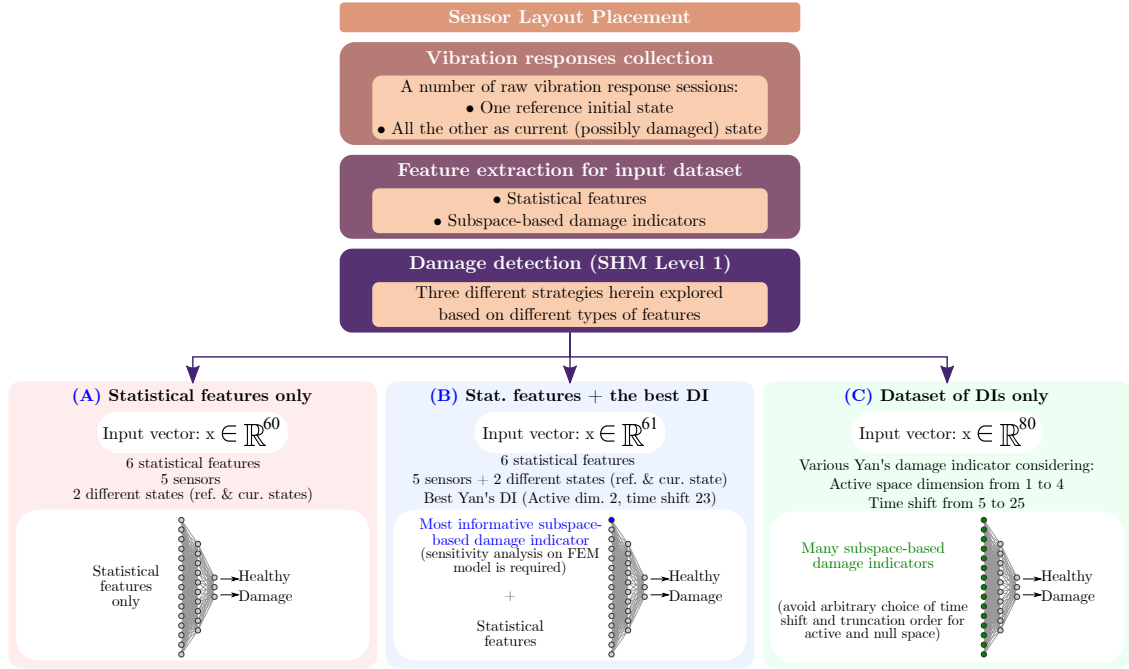 Sensor Layout Placement
Vibration responses collection
A number of raw vibration response sessions:
• One reference initial state
• All the other as current (possibly damaged) state
Feature extraction for input dataset
• Statistical features
• Subspace-based damage indicators
Damage detection (SHM Level 1)
Three different strategies herein explored
based on different types of features
(A) Statistical features only
Input vector: x ∈ ℝ⁶⁰
6 statistical features
5 sensors
2 different states (ref. & cur. states)
Statistical
features
only
Healthy
Damage
(B) Stat. features + the best DI
Input vector: x ∈ ℝ⁶¹
6 statistical features
5 sensors + 2 different states (ref. & cur. state)
Best Yan's DI (Active dim. 2, time shift 23)
Most informative subspace-
based damage indicator
(sensitivity analysis on FEM
model is required)
+
Statistical
features
Healthy
Damage
(C) Dataset of DIs only
Input vector: x ∈ ℝ⁸⁰
Various Yan's damage indicator considering:
Active space dimension from 1 to 4
Time shift from 5 to 25
Many subspace-based
damage indicators
(avoid arbitrary choice of time
shift and truncation order for
active and null space)
Healthy
Damage